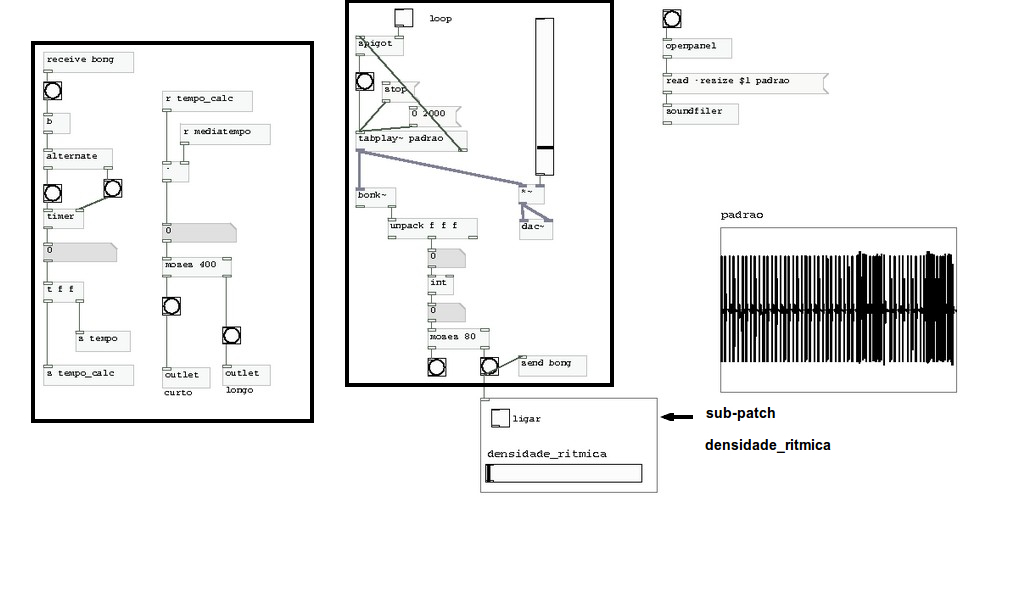 receive bong
b
alternate
timer
0
t f f
s tempo
s tempo_calc
r tempo_calc
r mediatempo
-
0
moses 400
outlet
curto
outlet
longo
loop
spigot
stop
0 2000
tabplay~ padrao
bonk~
*~
dac~
unpack f f f
0
int
0
moses 80
send bong
ligar
densidade_ritmica
openpanel
read -resize $1 padrao
soundfiler
padrao
sub-patch
densidade_ritmica